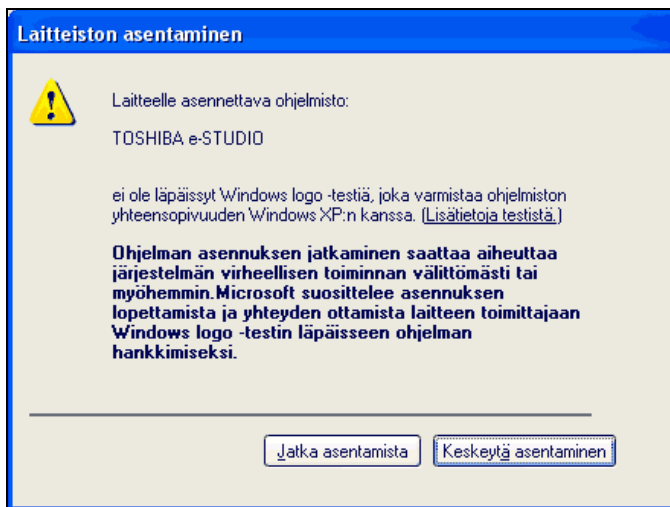 Laitteiston asentaminen
Laitteelle asennettava ohjelmisto:
TOSHIBA e-STUDIO
ei ole läpäissyt Windows logo -testiä, joka varmistaa ohjelmiston
yhteensopivuuden Windows XP:n kanssa. (Lisätietoja testistä.)
Ohjelman asennuksen jatkaminen saattaa aiheuttaa
järjestelmän virheellisen toiminnan välittömästi tai
myöhemmin.Microsoft suosittelee asennuksen
lopettamista ja yhteyden ottamista laitteen toimittajaan
Windows logo -testin läpäisseen ohjelman
hankkimiseksi.
Jatka asentamista Keskeytä asentaminen